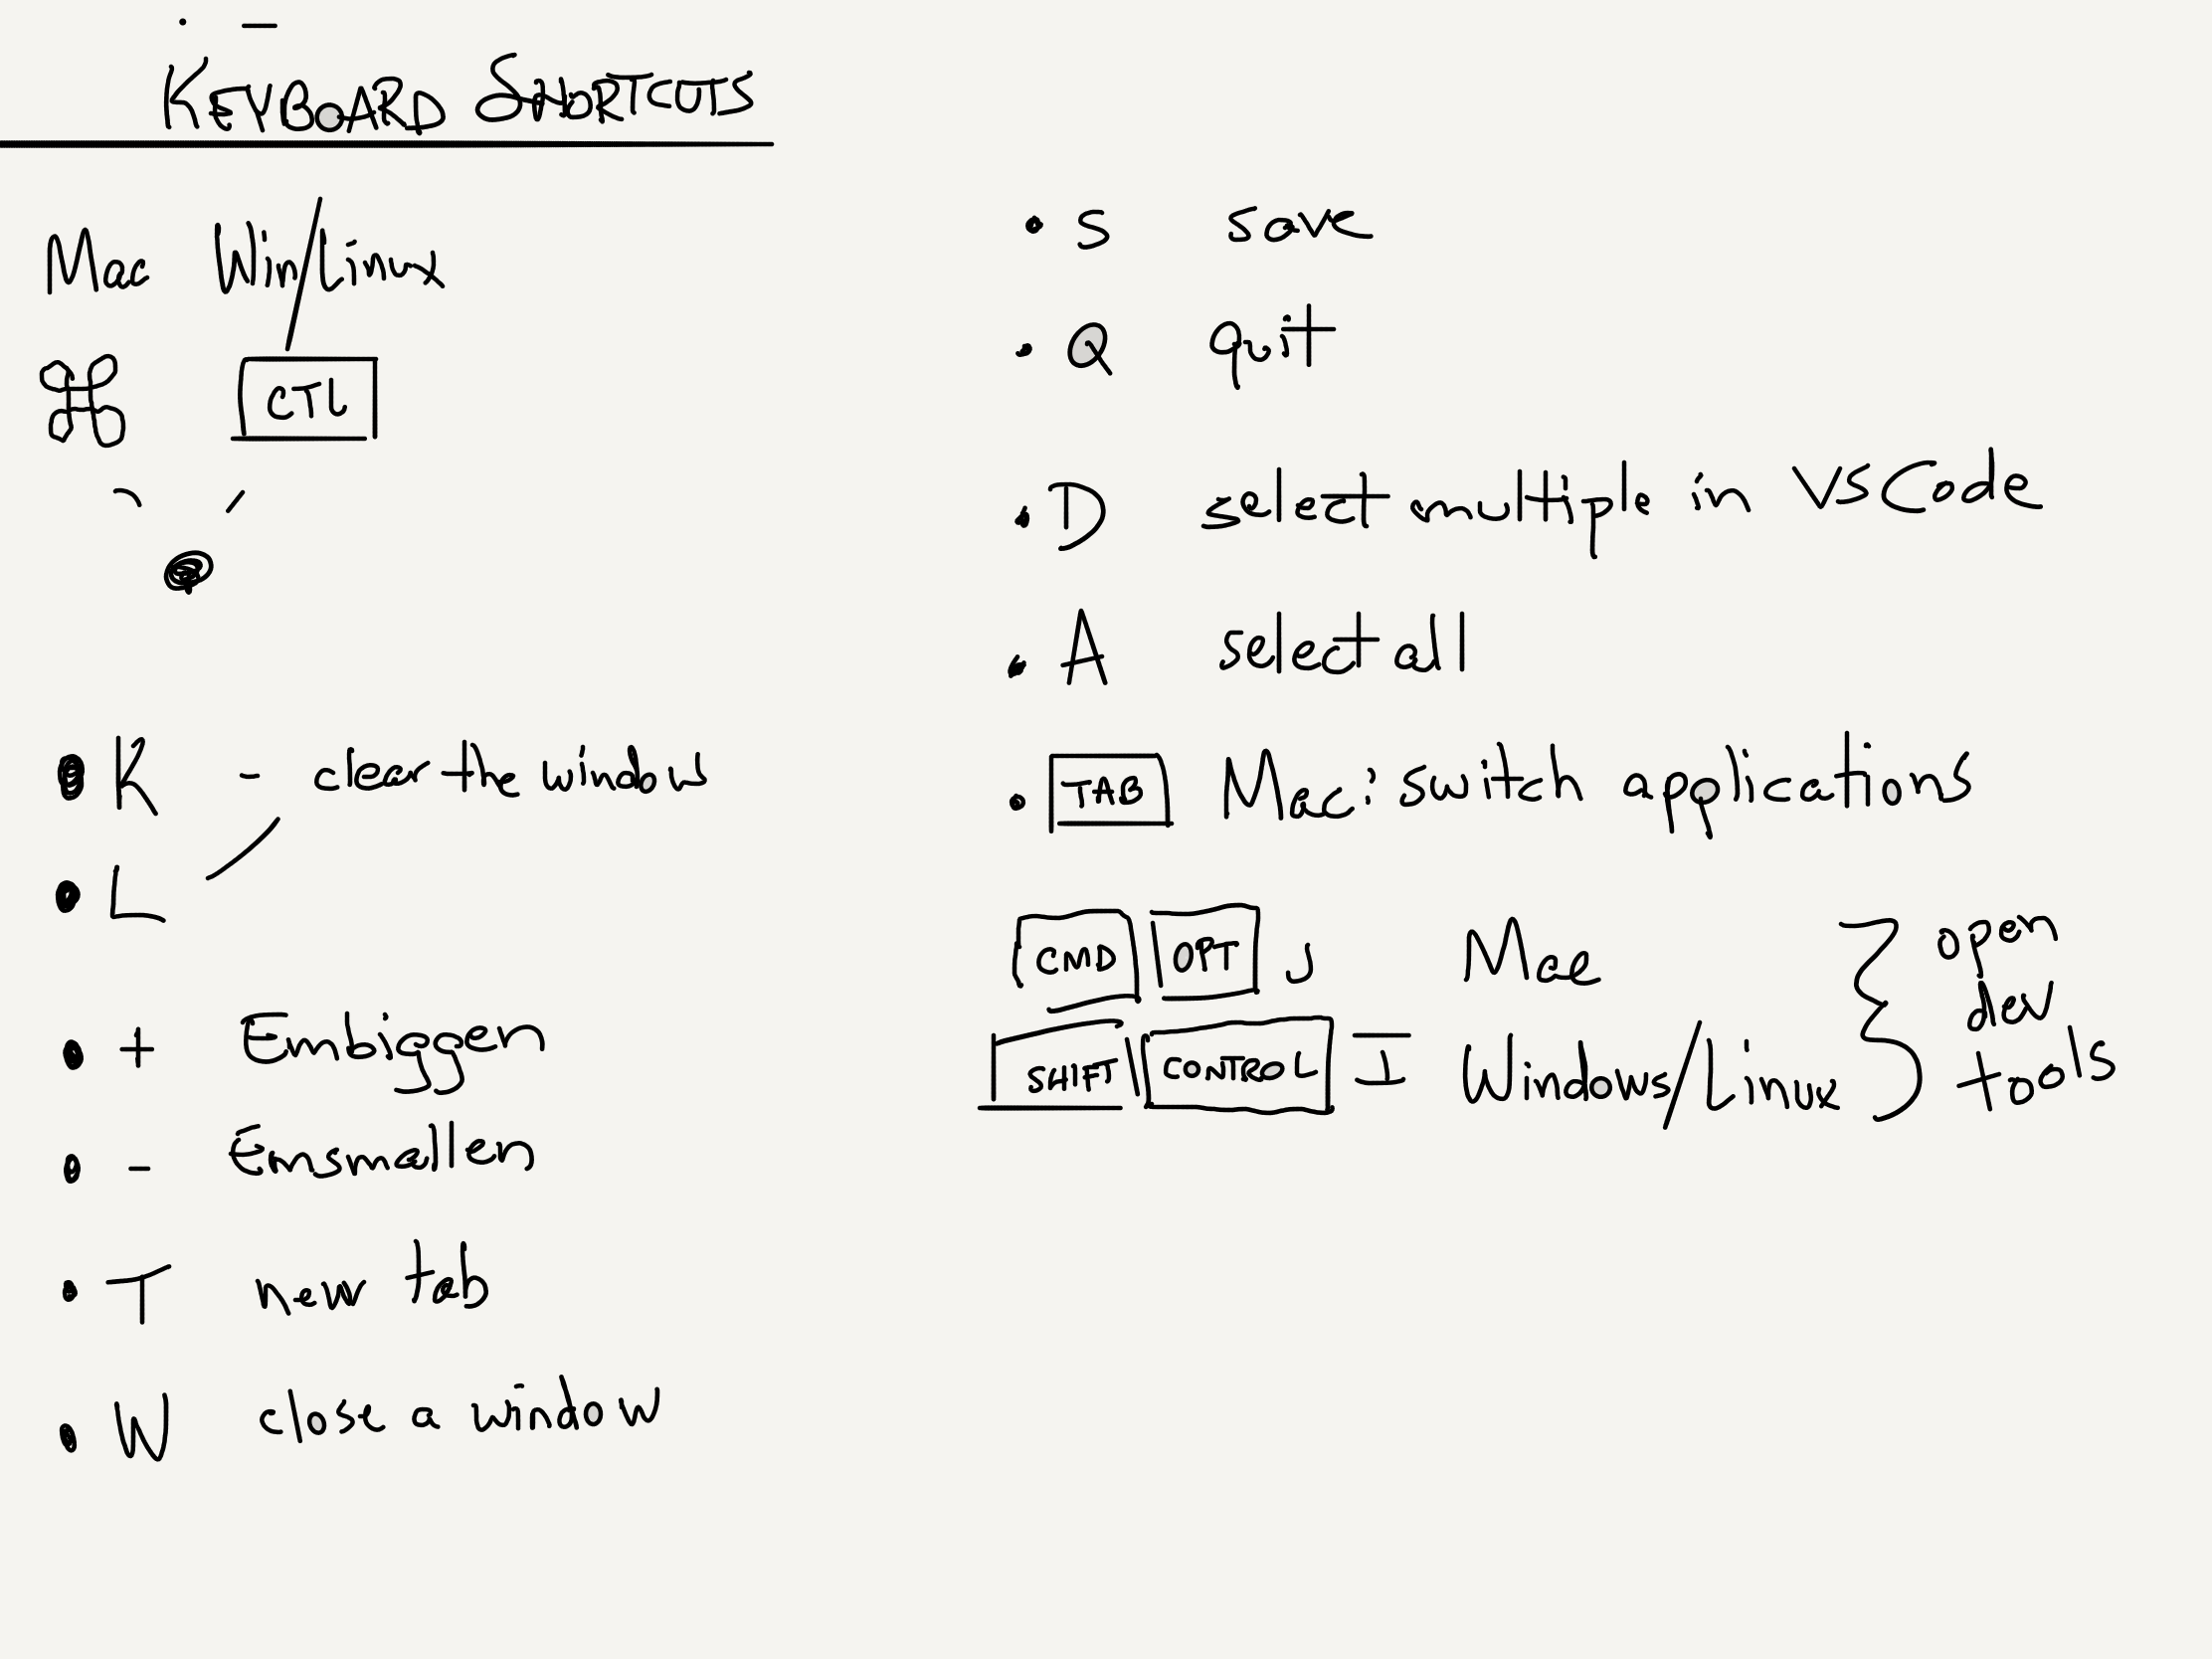 KEYBOARD SHORTCUTS
Mac Win/Linux
⌘ CTL
• K - clear the window
• L
• + Embiggen
• - Emsmallen
• T new tab
• W close a window
• S save
• Q quit
• D select multiple in VSCode
• A select all
• TAB Mac: switch applications
CMD OPT J Mac
SHIFT CONTROL I Windows/Linux
open
dev
tools